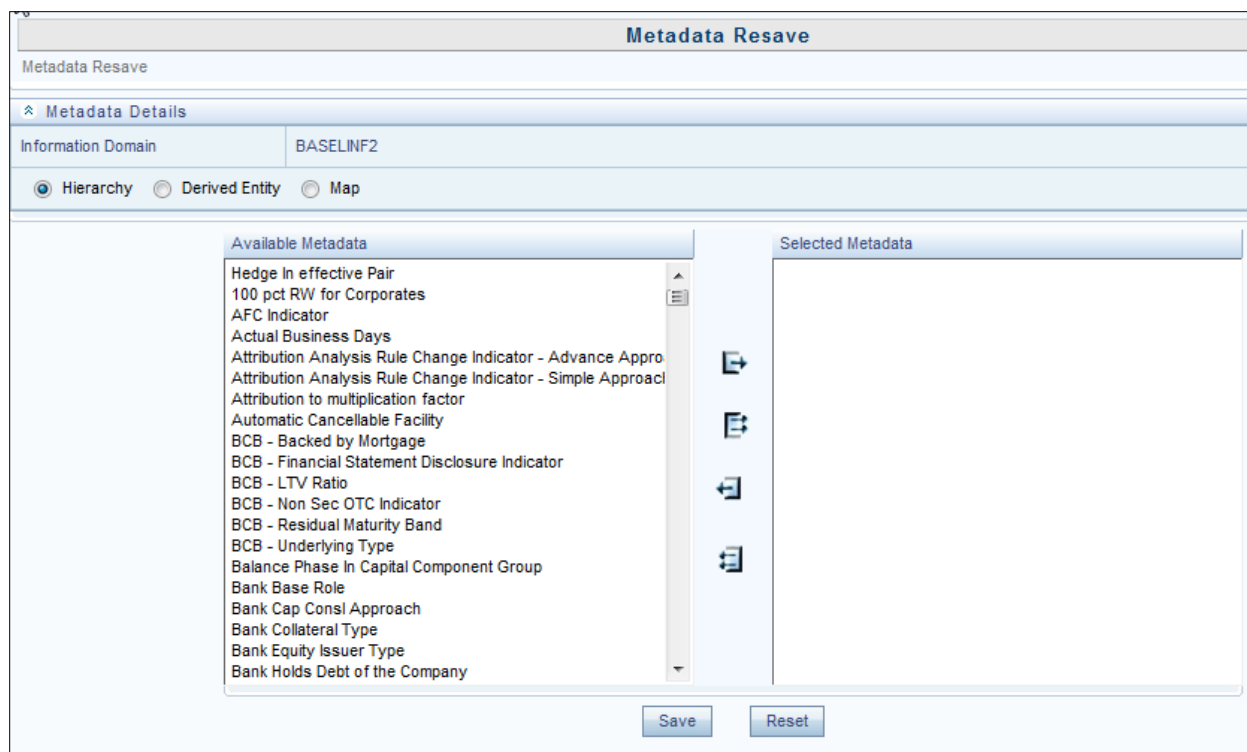 Metadata Resave
Metadata Resave
Metadata Details
Information Domain BASELINF2
Hierarchy Derived Entity Map
Available Metadata Selected Metadata
Hedge In effective Pair
100 pct RW for Corporates
AFC Indicator
Actual Business Days
Attribution Analysis Rule Change Indicator - Advance Appro
Attribution Analysis Rule Change Indicator - Simple Approach
Attribution to multiplication factor
Automatic Cancellable Facility
BCB - Backed by Mortgage
BCB - Financial Statement Disclosure Indicator
BCB - LTV Ratio
BCB - Non Sec OTC Indicator
BCB - Residual Maturity Band
BCB - Underlying Type
Balance Phase In Capital Component Group
Bank Base Role
Bank Cap Consl Approach
Bank Collateral Type
Bank Equity Issuer Type
Bank Holds Debt of the Company
Save Reset